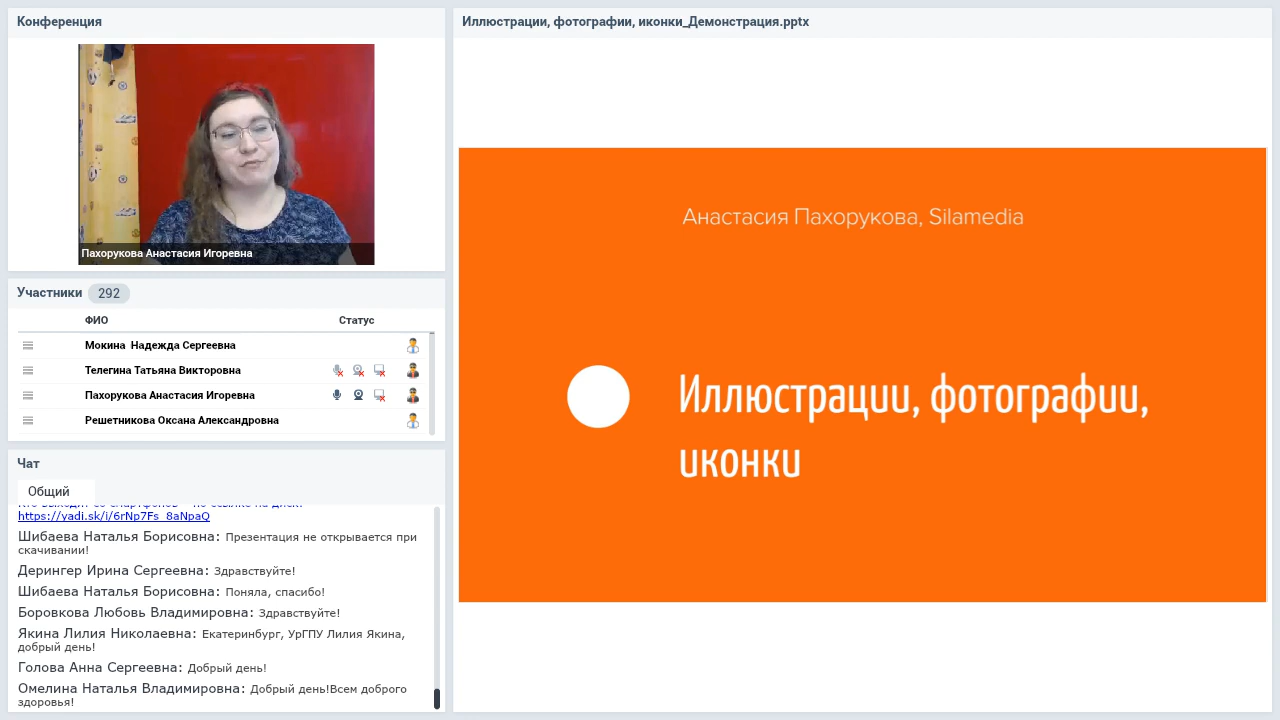 Конференция
Пахорукова Анастасия Игоревна
Участники 292
ФИО Статус
Мокина Надежда Сергеевна
Телегина Татьяна Викторовна
Пахорукова Анастасия Игоревна
Решетникова Оксана Александровна
Чат
Общий
https://yadi.sk/i/6rNp7Fs_8aNpaQ
Шибаева Наталья Борисовна: Презентация не открывается при
скачивании!
Дерингер Ирина Сергеевна: Здравствуйте!
Шибаева Наталья Борисовна: Поняла, спасибо!
Боровкова Любовь Владимировна: Здравствуйте!
Якина Лилия Николаевна: Екатеринбург, УрГПУ Лилия Якина,
добрый день!
Голова Анна Сергеевна: Добрый день!
Омелина Наталья Владимировна: Добрый день!Всем доброго
здоровья!
Иллюстрации, фотографии, иконки_Демонстрация.pptx
Анастасия Пахорукова, Silamedia
Иллюстрации, фотографии,
иконки